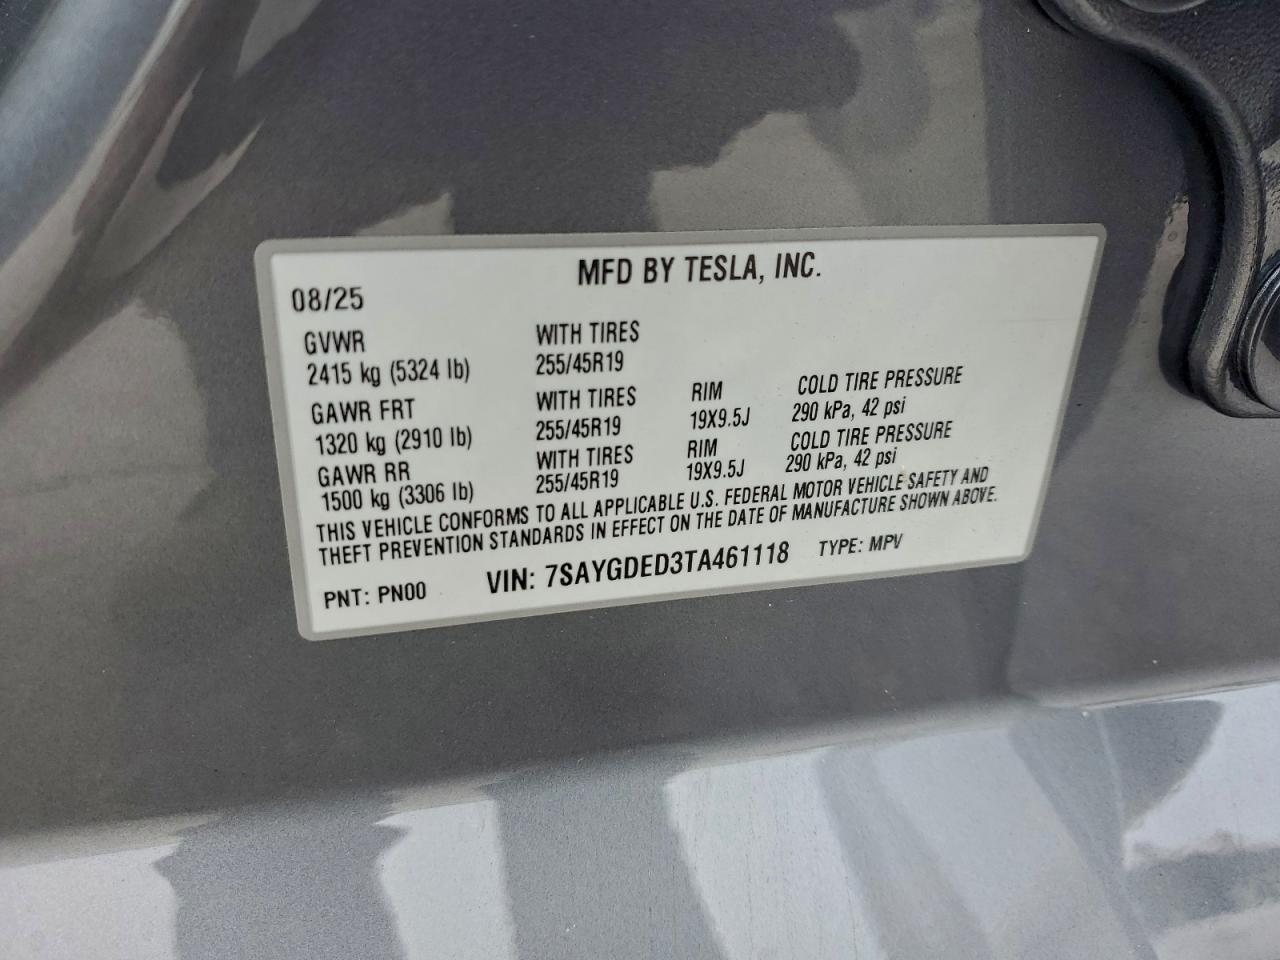 MFD BY TESLA, INC.
08/25
GVWR WITH TIRES
2415 kg (5324 lb) 255/45R19
GAWR FRT WITH TIRES RIM COLD TIRE PRESSURE
1320 kg (2910 lb) 255/45R19 19X9.5J 290 kPa, 42 psi
GAWR RR WITH TIRES RIM COLD TIRE PRESSURE
1500 kg (3306 lb) 255/45R19 19X9.5J 290 kPa, 42 psi
THIS VEHICLE CONFORMS TO ALL APPLICABLE U.S. FEDERAL MOTOR VEHICLE SAFETY AND
THEFT PREVENTION STANDARDS IN EFFECT ON THE DATE OF MANUFACTURE SHOWN ABOVE.
PNT: PN00 VIN: 7SAYGDED3TA461118 TYPE: MPV